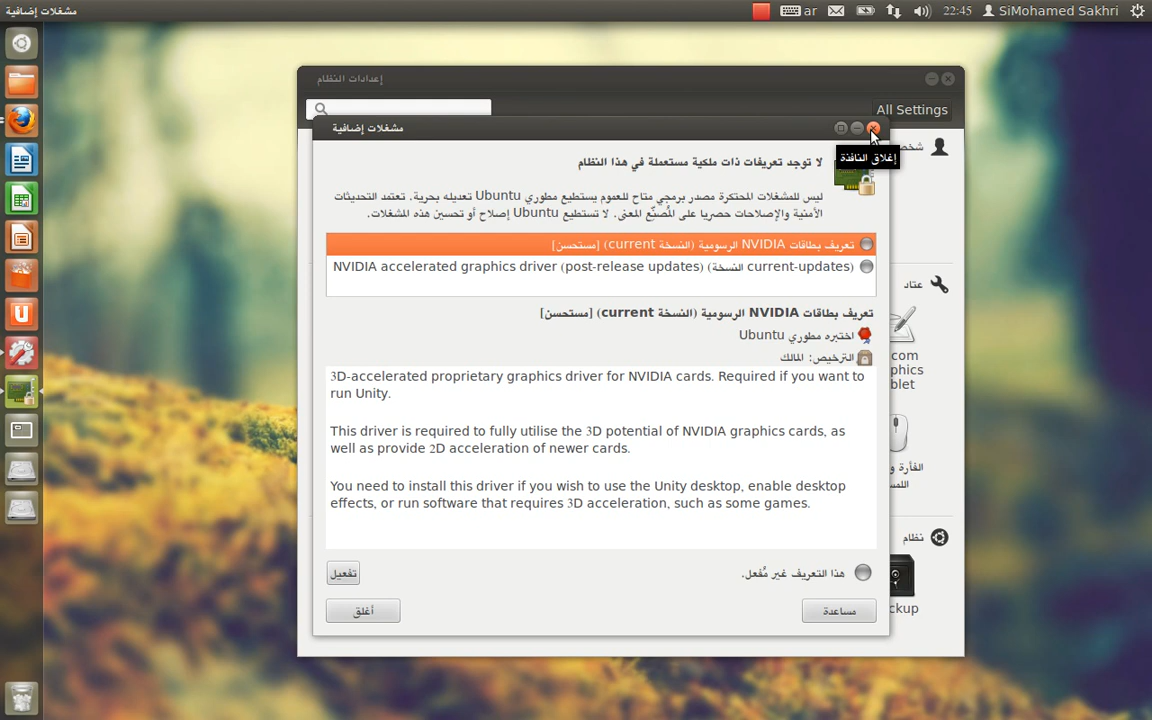 مشغلات إضافية
ar
22:45
SiMohamed Sakhri
إعدادات النظام
All Settings
مشغلات إضافية
إغلاق النافذة
شخص
لا توجد تعريفات ذات ملكية مستعملة في هذا النظام
ليس للمشغلات المحتكرة مصدر برمجي متاح للعموم يستطيع مطوري Ubuntu تعديله بحرية. تعتمد التحديثات
الأمنية والإصلاحات حصريا على المُصنّع المعنى. لا تستطيع Ubuntu إصلاح أو تحسين هذه المشغلات.
تعريف بطاقات NVIDIA الرسومية (النسخة current) [مستحسن]
NVIDIA accelerated graphics driver (post-release updates) (النسخة current-updates)
عتاد
تعريف بطاقات NVIDIA الرسومية (النسخة current) [مستحسن]
اختبره مطوري Ubuntu
الترخيص: المالك
com
phics
blet
3D-accelerated proprietary graphics driver for NVIDIA cards. Required if you want to
run Unity.
This driver is required to fully utilise the 3D potential of NVIDIA graphics cards, as
well as provide 2D acceleration of newer cards.
You need to install this driver if you wish to use the Unity desktop, enable desktop
effects, or run software that requires 3D acceleration, such as some games.
الفأرة و
اللمس
نظام
هذا التعريف غير مُفعل.
تفعيل
ckup
مساعدة
أغلق